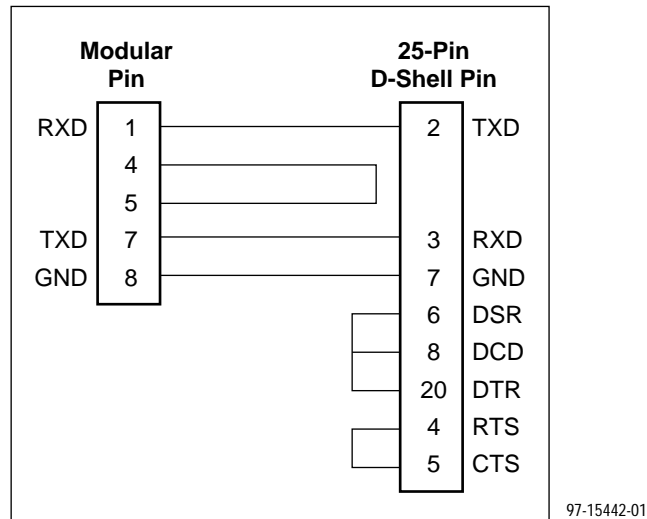 Modular
Pin
25-Pin
D-Shell Pin
RXD 1 2 TXD
4
5
TXD 7 3 RXD
GND 8 7 GND
6 DSR
8 DCD
20 DTR
4 RTS
5 CTS
97-15442-01